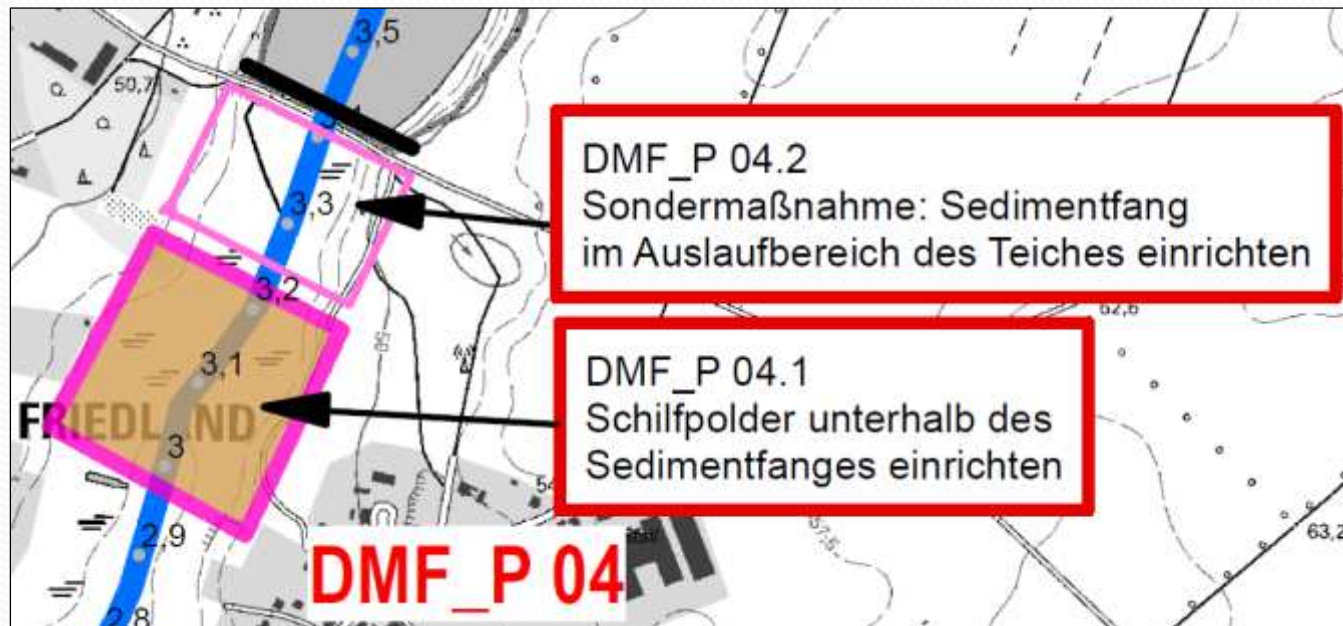 3,5
50,7
3,3
DMF_P 04.2
Sondermaßnahme: Sedimentfang
im Auslaufbereich des Teiches einrichten
3,2
62,6
3,1
DMF_P 04.1
Schilfpolder unterhalb des
Sedimentfanges einrichten
FRIEDLAND
3
2,9
57,5
63,2
DMF_P 04
2,8